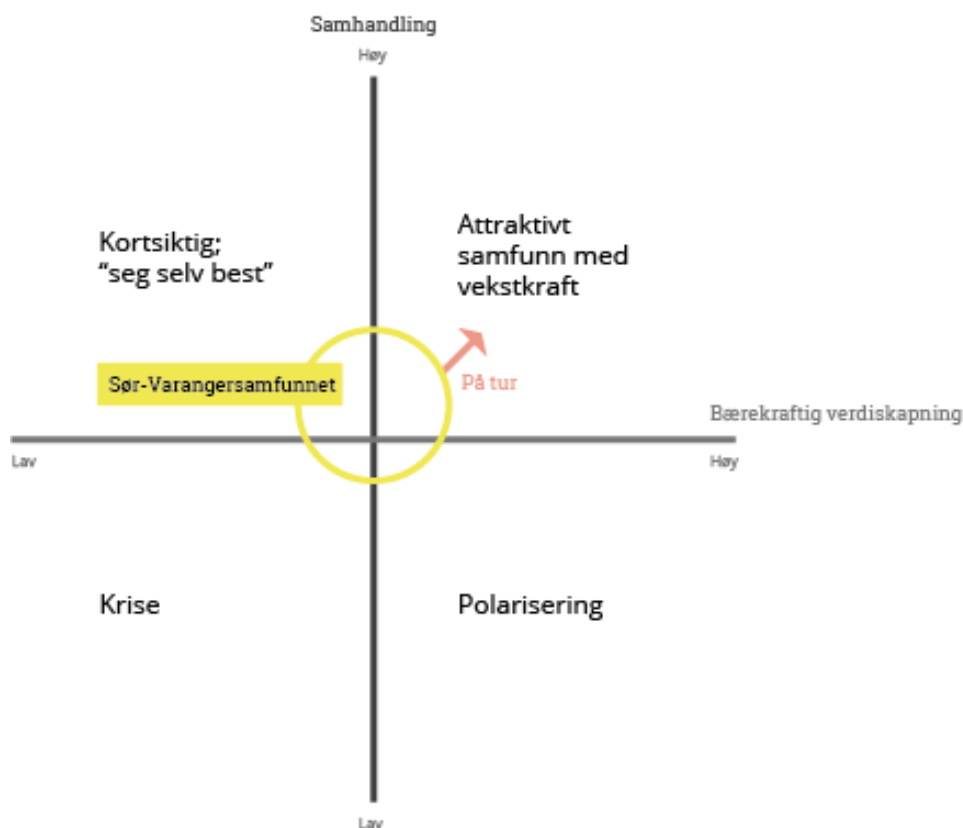 Samhandling
Høy
Kortsiktig;
“seg selv best”
Attraktivt
samfunn med
vekstkraft
Sør-Varangersamfunnet
På tur
Bærekraftig verdiskapning
Lav
Høy
Krise
Polarisering
Lav